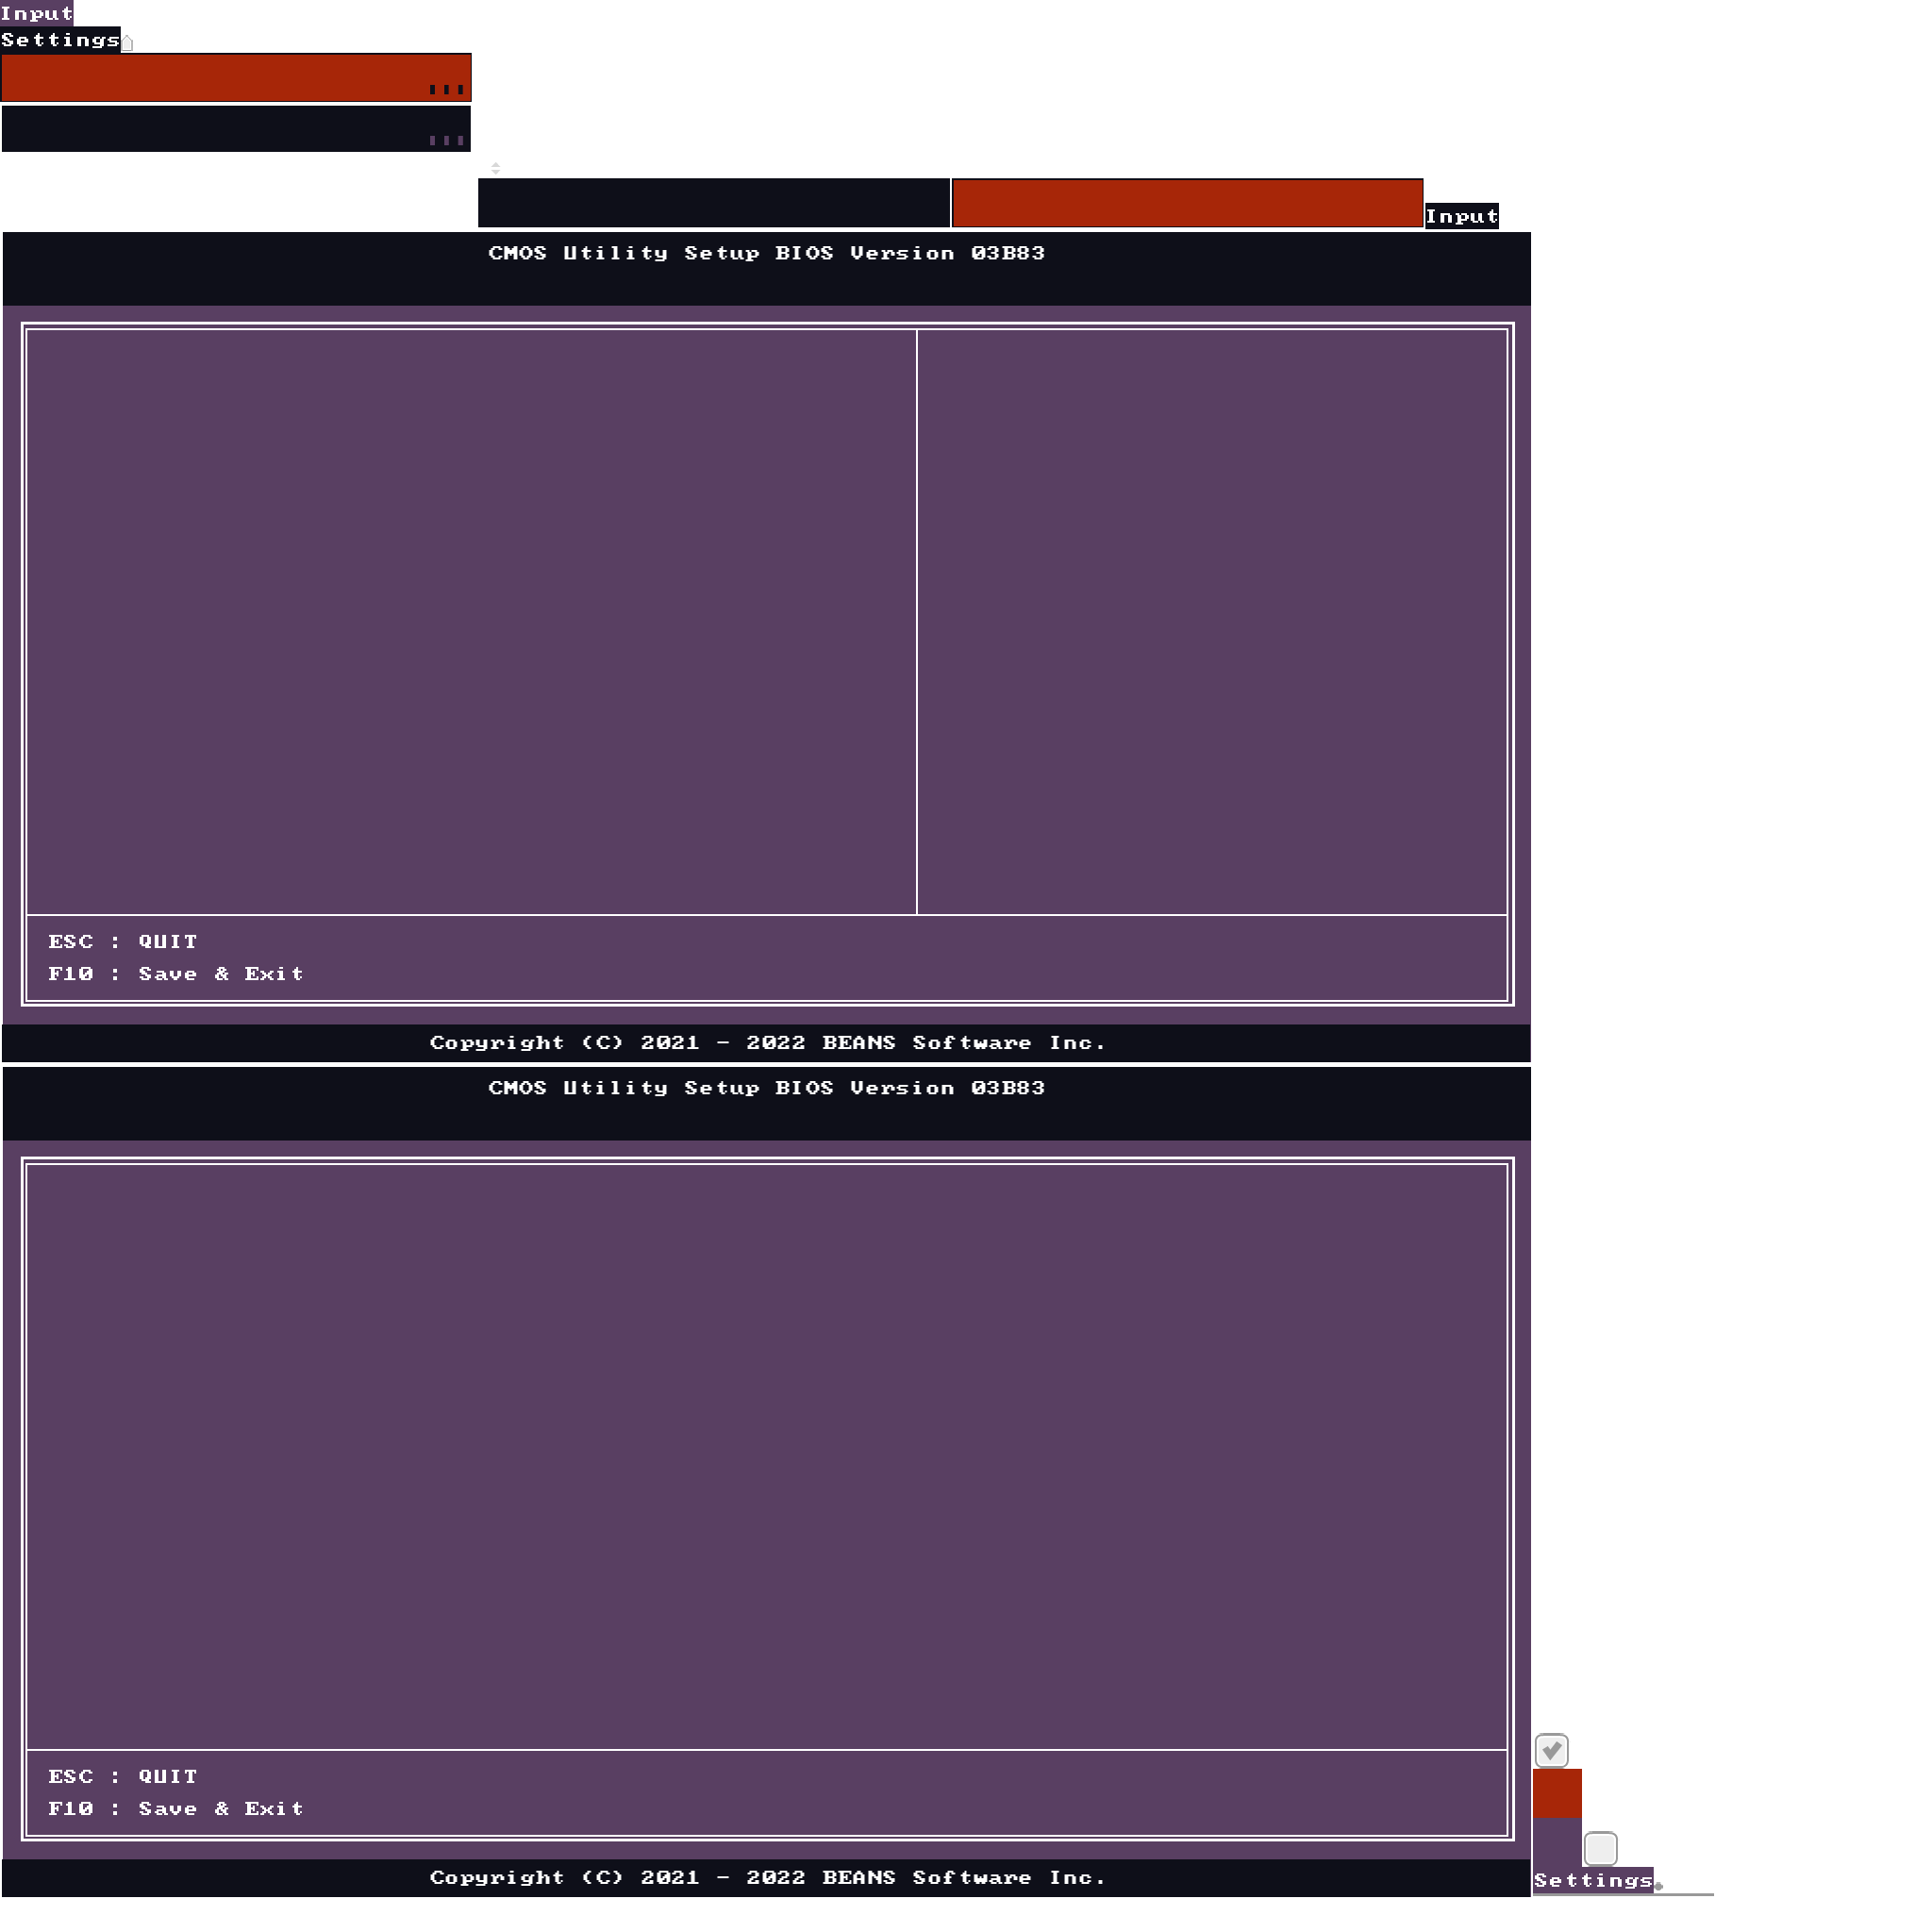 Input
Settings
Input
CMOS Utility Setup BIOS Version 03B83
ESC : QUIT
F10 : Save & Exit
Copyright (C) 2021 - 2022 BEANS Software Inc.
CMOS Utility Setup BIOS Version 03B83
ESC : QUIT
F10 : Save & Exit
Copyright (C) 2021 - 2022 BEANS Software Inc.
Settings